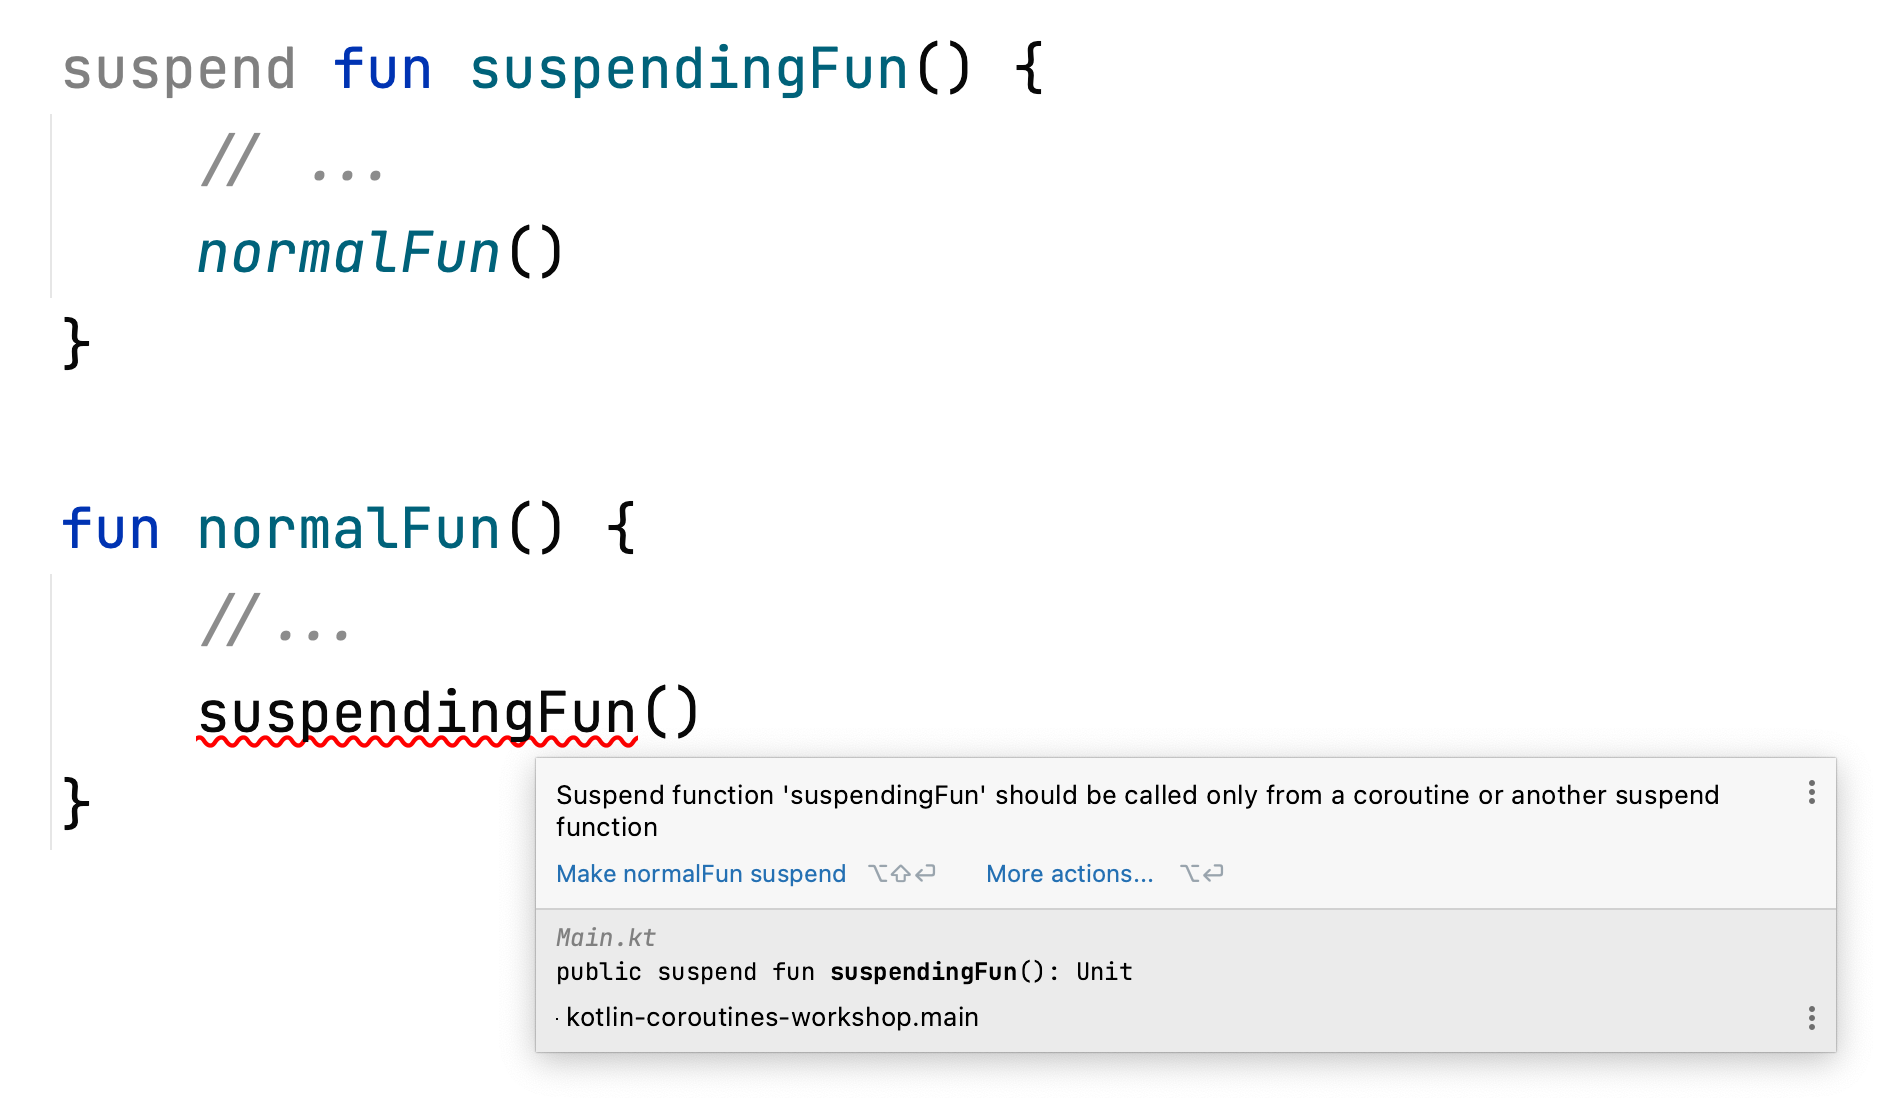 suspend fun suspendingFun() {
// ...
normalFun()
}
fun normalFun() {
//...
suspendingFun()
}
Suspend function 'suspendingFun' should be called only from a coroutine or another suspend
function
Make normalFun suspend ⌥⇧⏎ More actions... ⌥⏎
Main.kt
public suspend fun suspendingFun(): Unit
· kotlin-coroutines-workshop.main